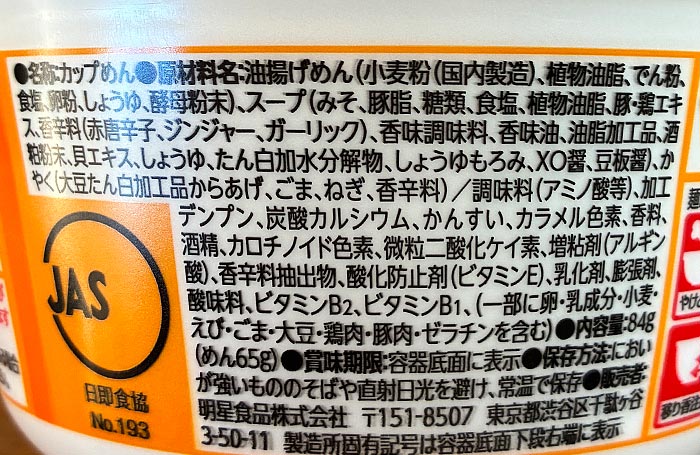 ●名称:カップめん●原材料名:油揚げめん(小麦粉(国内製造)、植物油脂、でん粉、
食塩、卵粉、しょうゆ、酵母粉末)、スープ(みそ、豚脂、糖類、食塩、植物油脂、豚・鶏エキ
ス、香辛料(赤唐辛子、ジンジャー、ガーリック)、香味調味料、香味油、油脂加工品、酒
粕粉末、貝エキス、しょうゆ、たん白加水分解物、しょうゆもろみ、XO醤、豆板醤)、か
やく(大豆たん白加工品からあげ、ごま、ねぎ、香辛料)/調味料(アミノ酸等)、加工
デンプン、炭酸カルシウム、かんすい、カラメル色素、香料、
酒精、カロチノイド色素、微粒二酸化ケイ素、増粘剤(アルギン
酸)、香辛料抽出物、酸化防止剤(ビタミンE)、乳化剤、膨張剤、
酸味料、ビタミンB2、ビタミンB1、(一部に卵・乳成分・小麦・
えび・ごま・大豆・鶏肉・豚肉・ゼラチンを含む)●内容量:84g
(めん65g)●賞味期限:容器底面に表示●保存方法:におい
が強いもののそばや直射日光を避け、常温で保存●販売者:
明星食品株式会社 〒151-8507 東京都渋谷区千駄ヶ谷
3-50-11 製造所固有記号は容器底面下段右端に表示
JAS
日即食協
No.193